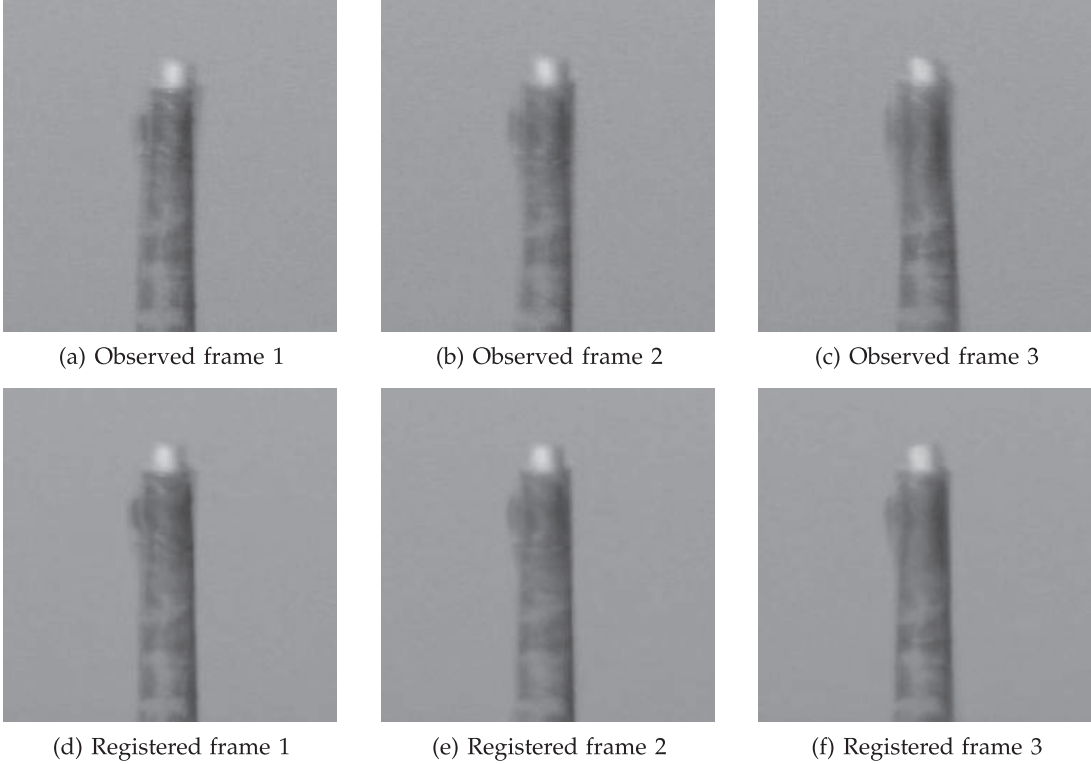 (a) Observed frame 1
(b) Observed frame 2
(c) Observed frame 3
(d) Registered frame 1
(e) Registered frame 2
(f) Registered frame 3